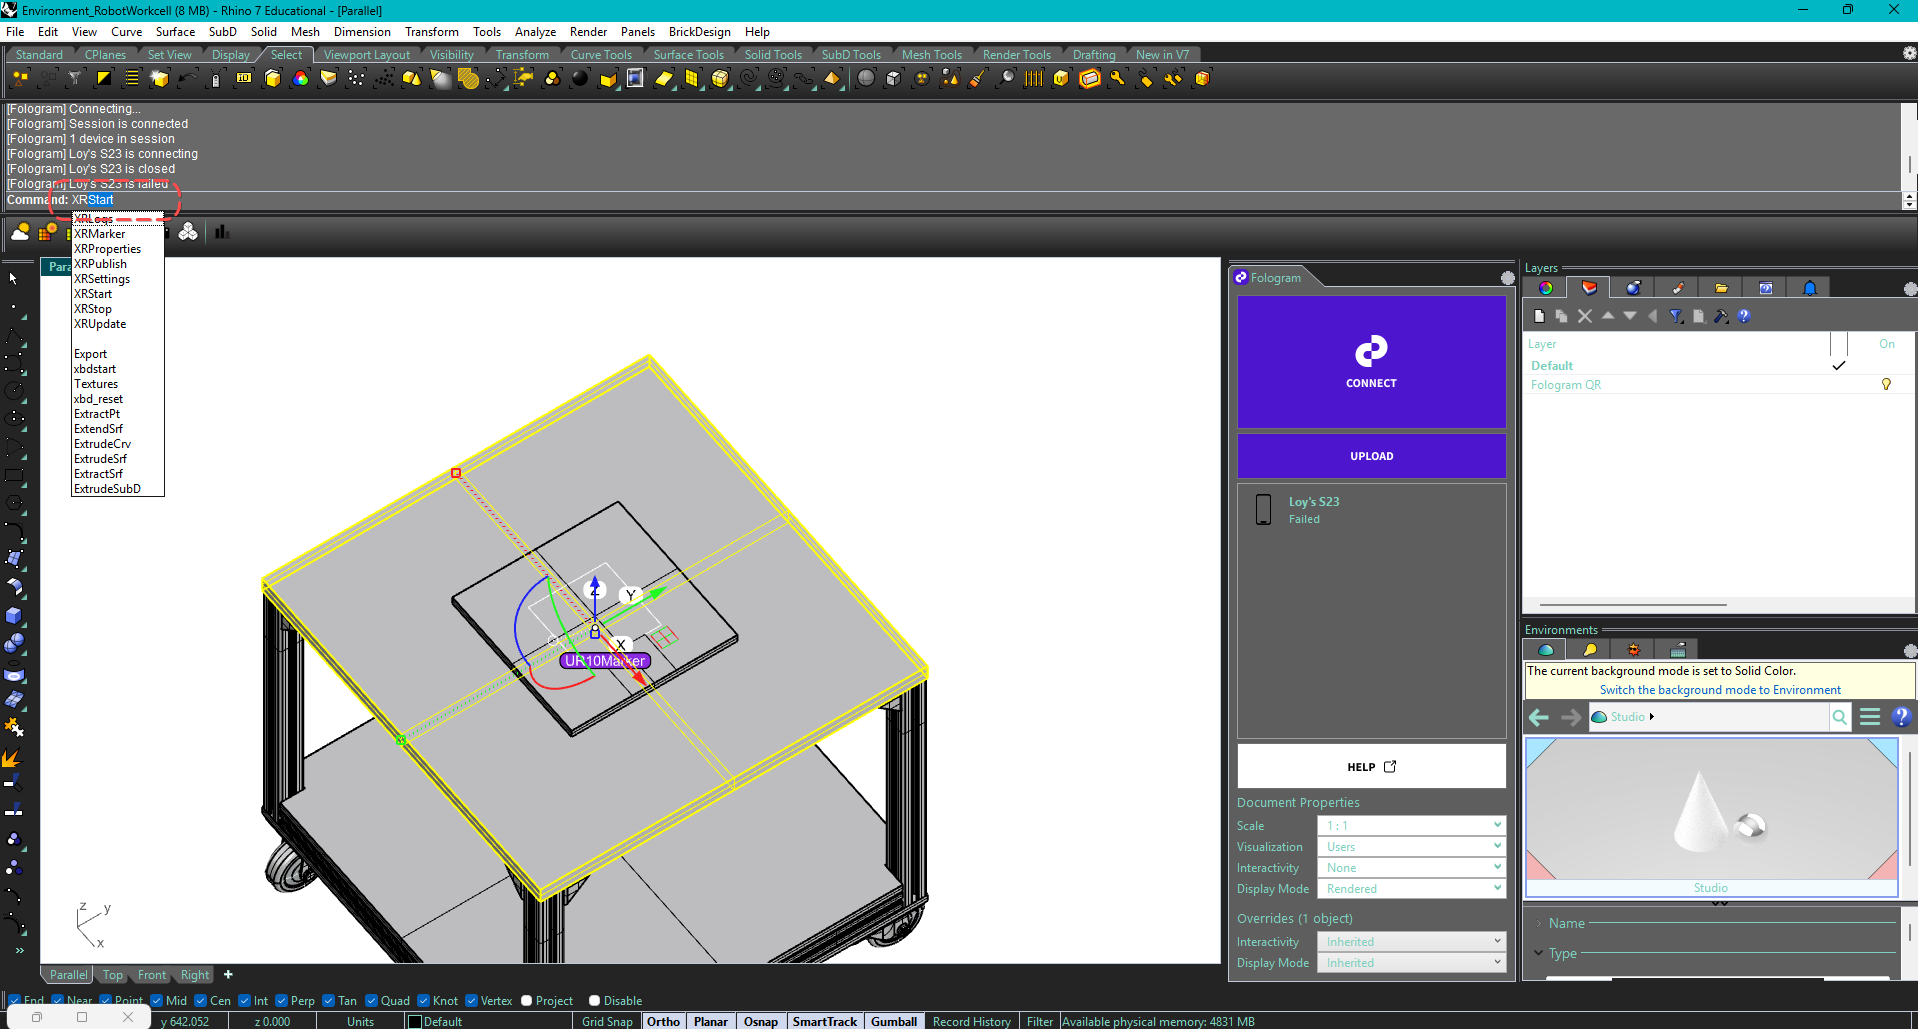 Environment_RobotWorkcell (8 MB) - Rhino 7 Educational - [Parallel]
File Edit View Curve Surface SubD Solid Mesh Dimension Transform Tools Analyze Render Panels BrickDesign Help
Standard CPlanes Set View Display Select Viewport Layout Visibility Transform Curve Tools Surface Tools Solid Tools SubD Tools Mesh Tools Render Tools Drafting New in V7
[Fologram] Connecting...
[Fologram] Session is connected
[Fologram] 1 device in session
[Fologram] Loy's S23 is connecting
[Fologram] Loy's S23 is closed
[Fologram] Loy's S23 is failed
Command: XRStart
XRLogs
XRMarker
XRProperties
XRPublish
XRSettings
XRStart
XRStop
XRUpdate
Export
xbdstart
Textures
xbd_reset
ExtractPt
ExtendSrf
ExtrudeCrv
ExtrudeSrf
ExtractSrf
ExtrudeSubD
Z
Y
X
UR10Marker
z
y
x
Parallel Top Front Right
Fologram
CONNECT
UPLOAD
Loy's S23
Failed
HELP
Document Properties
Scale 1 : 1
Visualization Users
Interactivity None
Display Mode Rendered
Overrides (1 object)
Interactivity Inherited
Display Mode Inherited
Layers
Layer On
Default
Fologram QR
Environments
The current background mode is set to Solid Color.
Switch the background mode to Environment
Studio
Studio
Name
Type
End Near Point Mid Cen Int Perp Tan Quad Knot Vertex Project Disable
y 642.052 z 0.000 Units Default Grid Snap Ortho Planar Osnap SmartTrack Gumball Record History Filter Available physical memory: 4831 MB